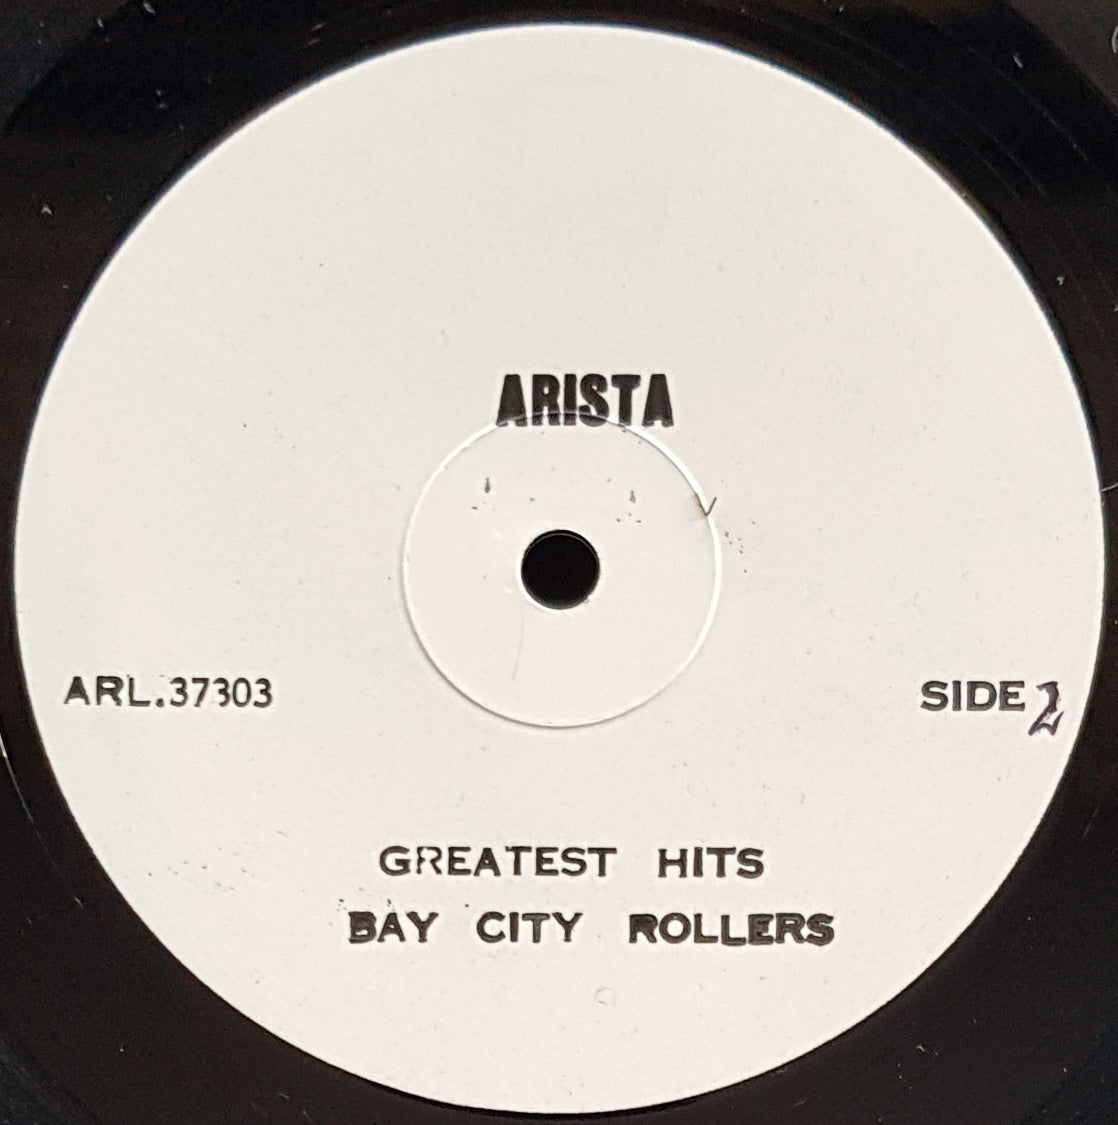 ARISTA
ARL.37303
SIDE 2
GREATEST HITS
BAY CITY ROLLERS